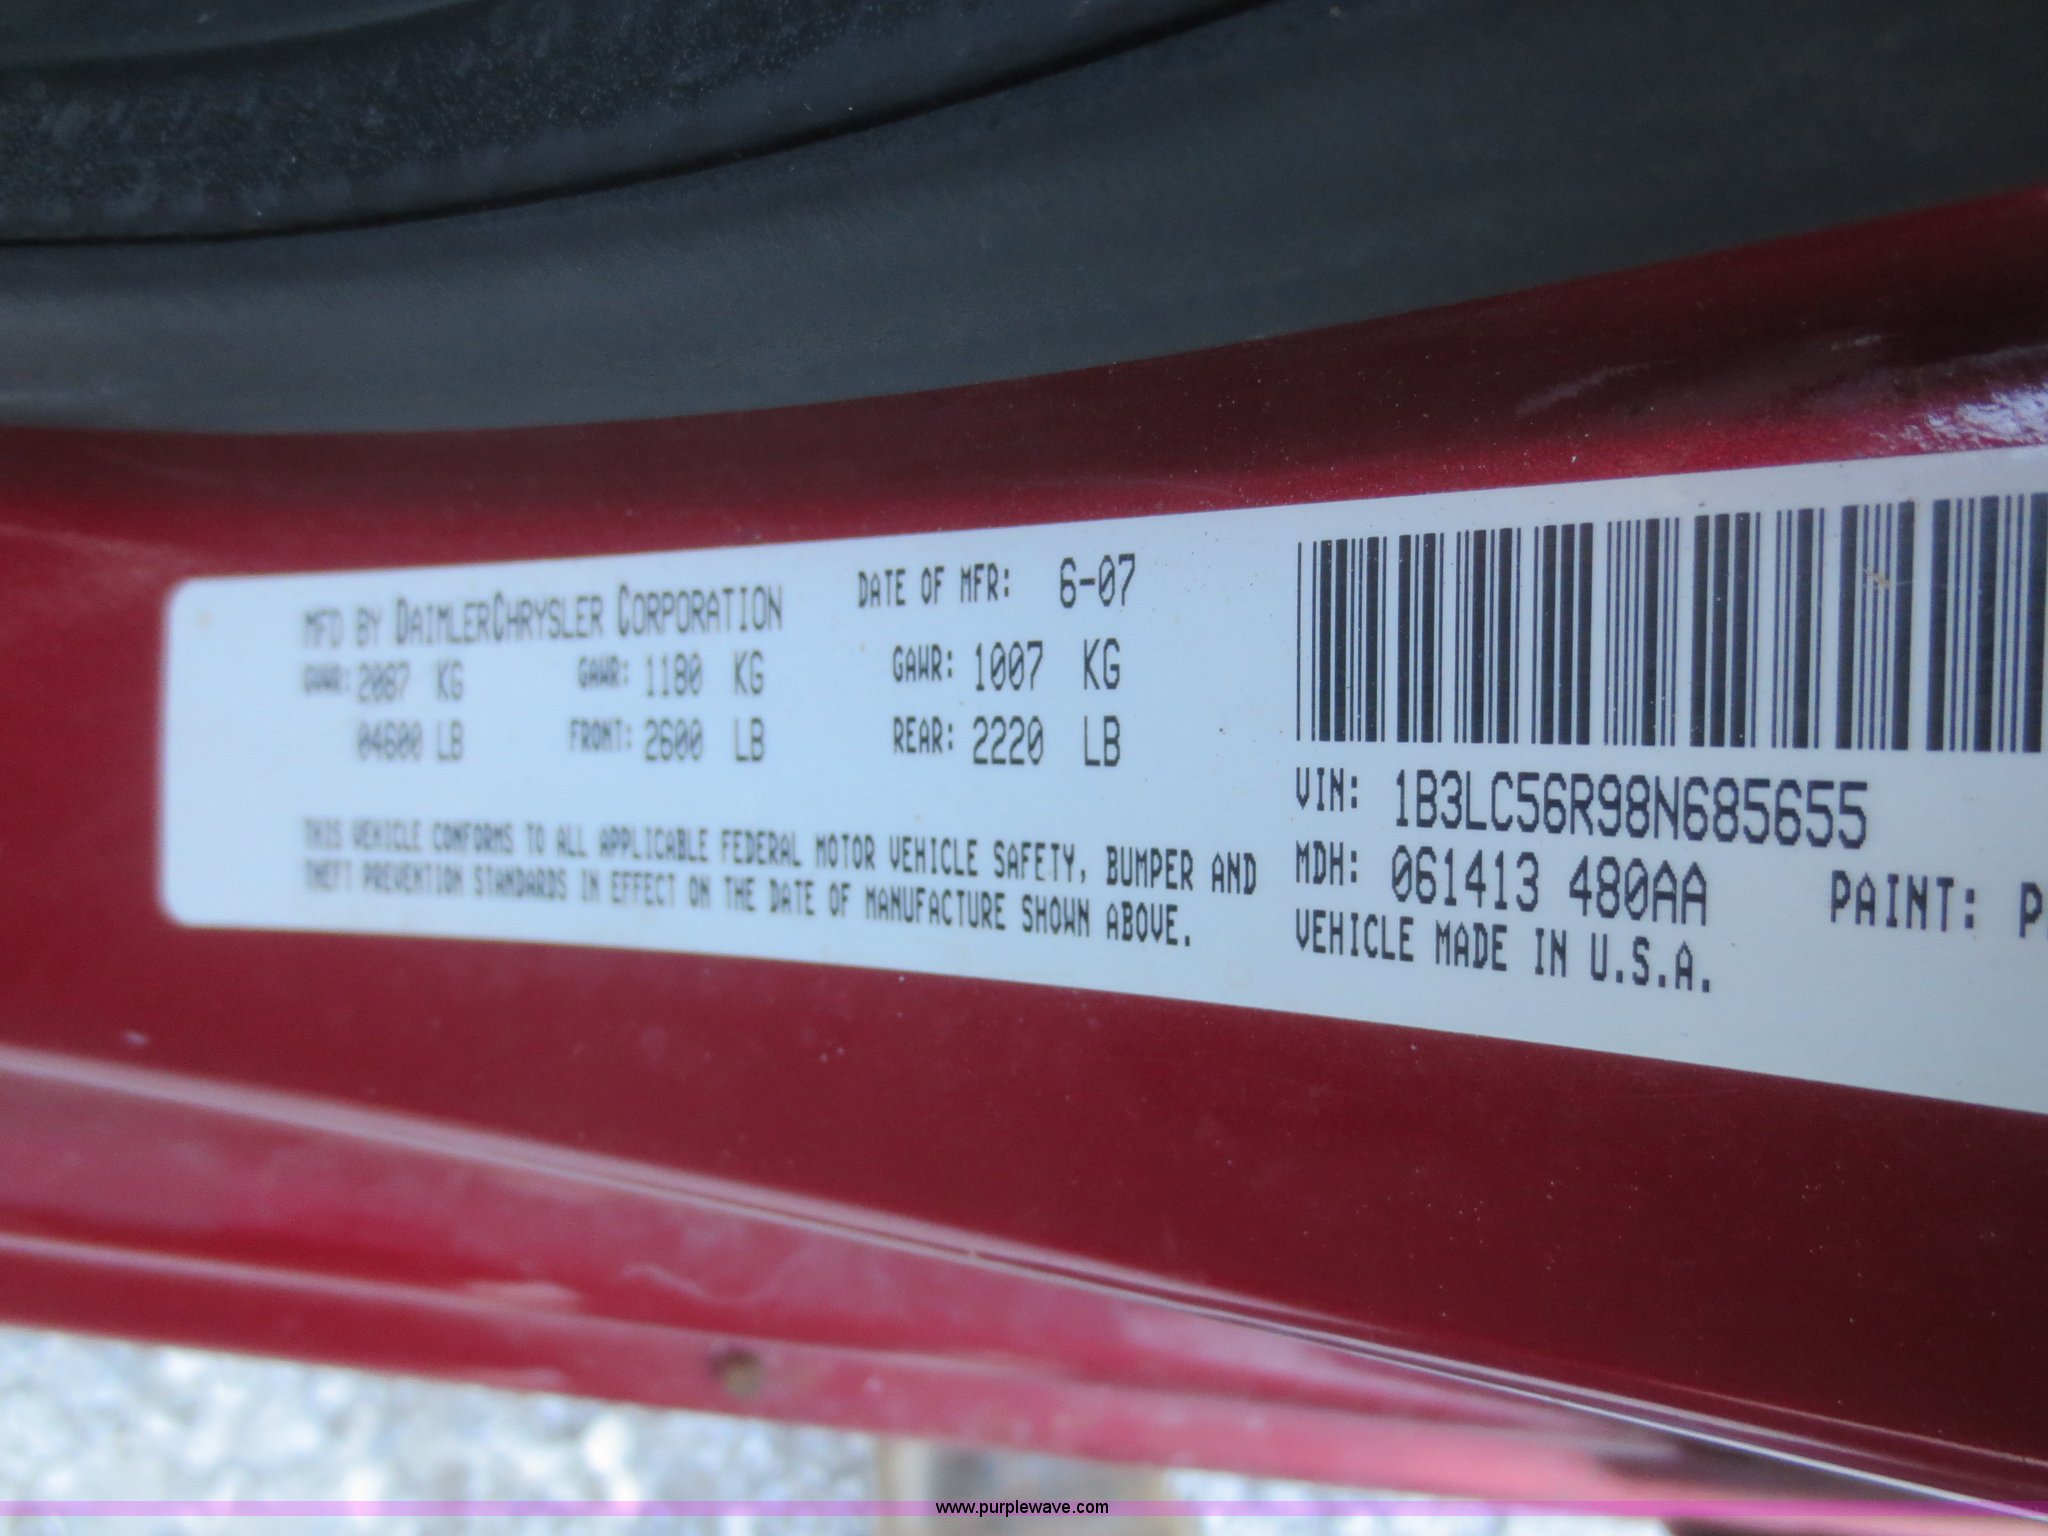 MFD BY DAIMLERCHRYSLER CORPORATION DATE OF MFR: 6-07
GVWR: 2087 KG GAWR: 1180 KG GAWR: 1007 KG
04600 LB FRONT: 2600 LB REAR: 2220 LB
THIS VEHICLE CONFORMS TO ALL APPLICABLE FEDERAL MOTOR VEHICLE SAFETY, BUMPER AND
THEFT PREVENTION STANDARDS IN EFFECT ON THE DATE OF MANUFACTURE SHOWN ABOVE.
VIN: 1B3LC56R98N685655
MDH: 061413 480AA PAINT: P
VEHICLE MADE IN U.S.A.
www.purplewave.com